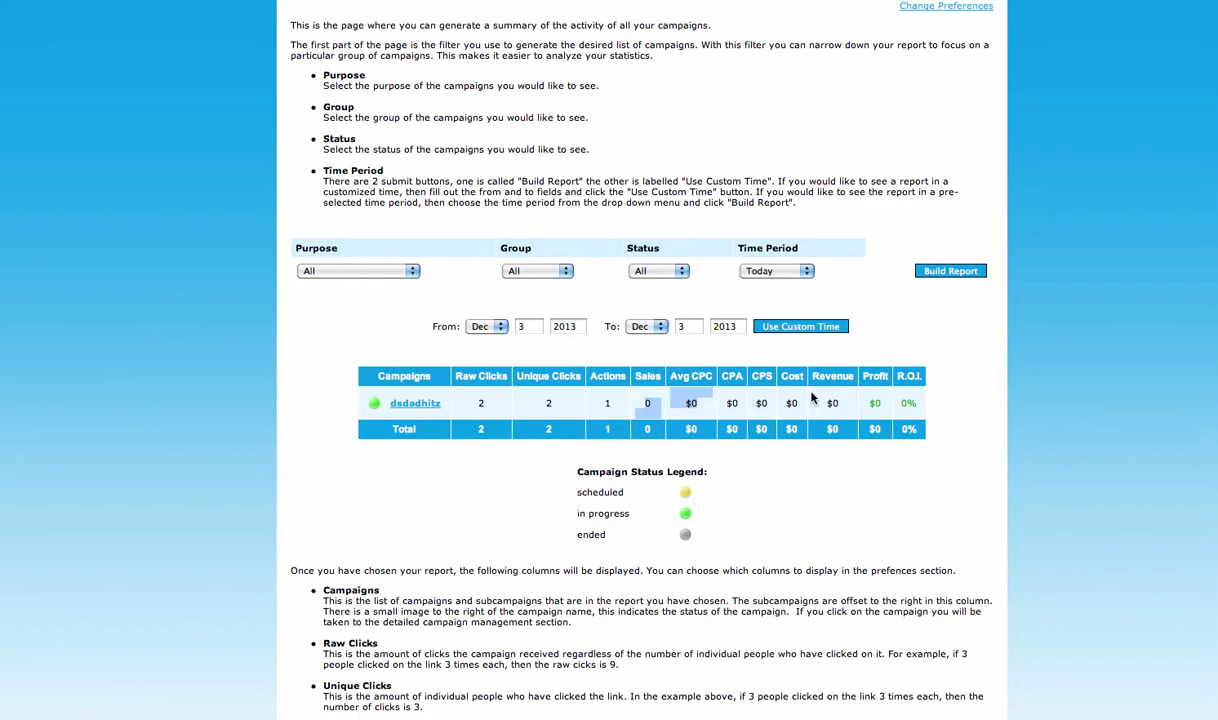 Change Preferences
This is the page where you can generate a summary of the activity of all your campaigns.
The first part of the page is the filter you use to generate the desired list of campaigns. With this filter you can narrow down your report to focus on a
particular group of campaigns. This makes it easier to analyze your statistics.
• Purpose
Select the purpose of the campaigns you would like to see.
• Group
Select the group of the campaigns you would like to see.
• Status
Select the status of the campaigns you would like to see.
• Time Period
There are 2 submit buttons, one is called "Build Report" the other is labelled "Use Custom Time". If you would like to see a report in a
customized time, then fill out the from and to fields and click the "Use Custom Time" button. If you would like to see the report in a pre-
selected time period, then choose the time period from the drop down menu and click "Build Report".
Purpose Group Status Time Period
All All All Today Build Report
From: Dec 3 2013 To: Dec 3 2013 Use Custom Time
Campaigns Raw Clicks Unique Clicks Actions Sales Avg CPC CPA CPS Cost Revenue Profit R.O.I.
dsdadhitz 2 2 1 0 $0 $0 $0 $0 $0 $0 0%
Total 2 2 1 0 $0 $0 $0 $0 $0 $0 0%
Campaign Status Legend:
scheduled
in progress
ended
Once you have chosen your report, the following columns will be displayed. You can choose which columns to display in the prefences section.
• Campaigns
This is the list of campaigns and subcampaigns that are in the report you have chosen. The subcampaigns are offset to the right in this column.
There is a small image to the right of the campaign name, this indicates the status of the campaign. If you click on the campaign you will be
taken to the detailed campaign management section.
• Raw Clicks
This is the amount of clicks the campaign received regardless of the number of individual people who have clicked on it. For example, if 3
people clicked on the link 3 times each, then the raw cicks is 9.
• Unique Clicks
This is the amount of individual people who have clicked the link. In the example above, if 3 people clicked on the link 3 times each, then the
number of clicks is 3.